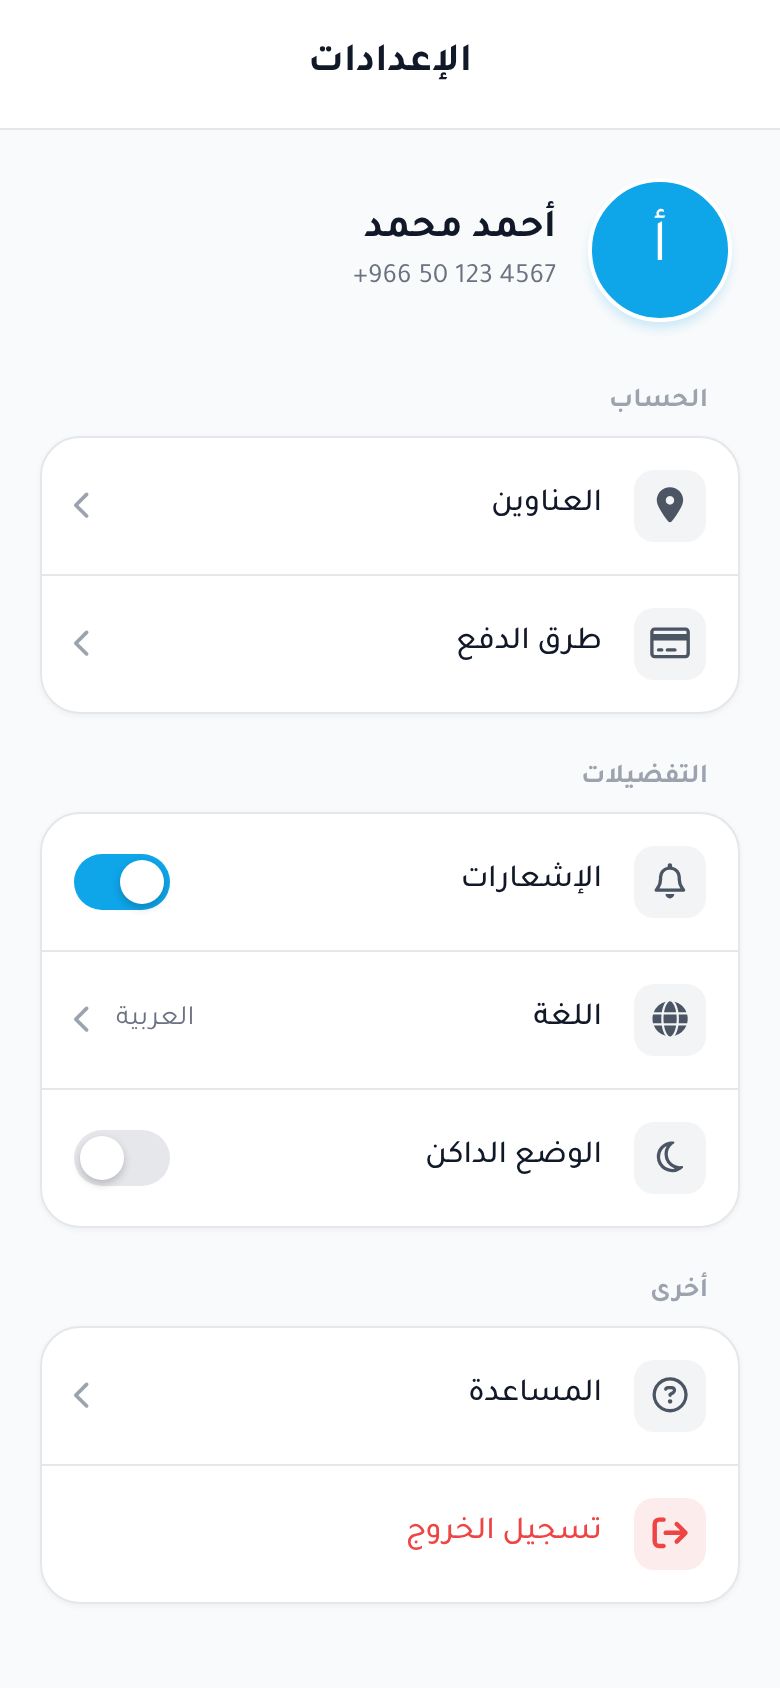 الإعدادات
أ
أحمد محمد
+966 50 123 4567
الحساب
العناوين
طرق الدفع
التفضيلات
الإشعارات
اللغة العربية
الوضع الداكن
أخرى
المساعدة
تسجيل الخروج